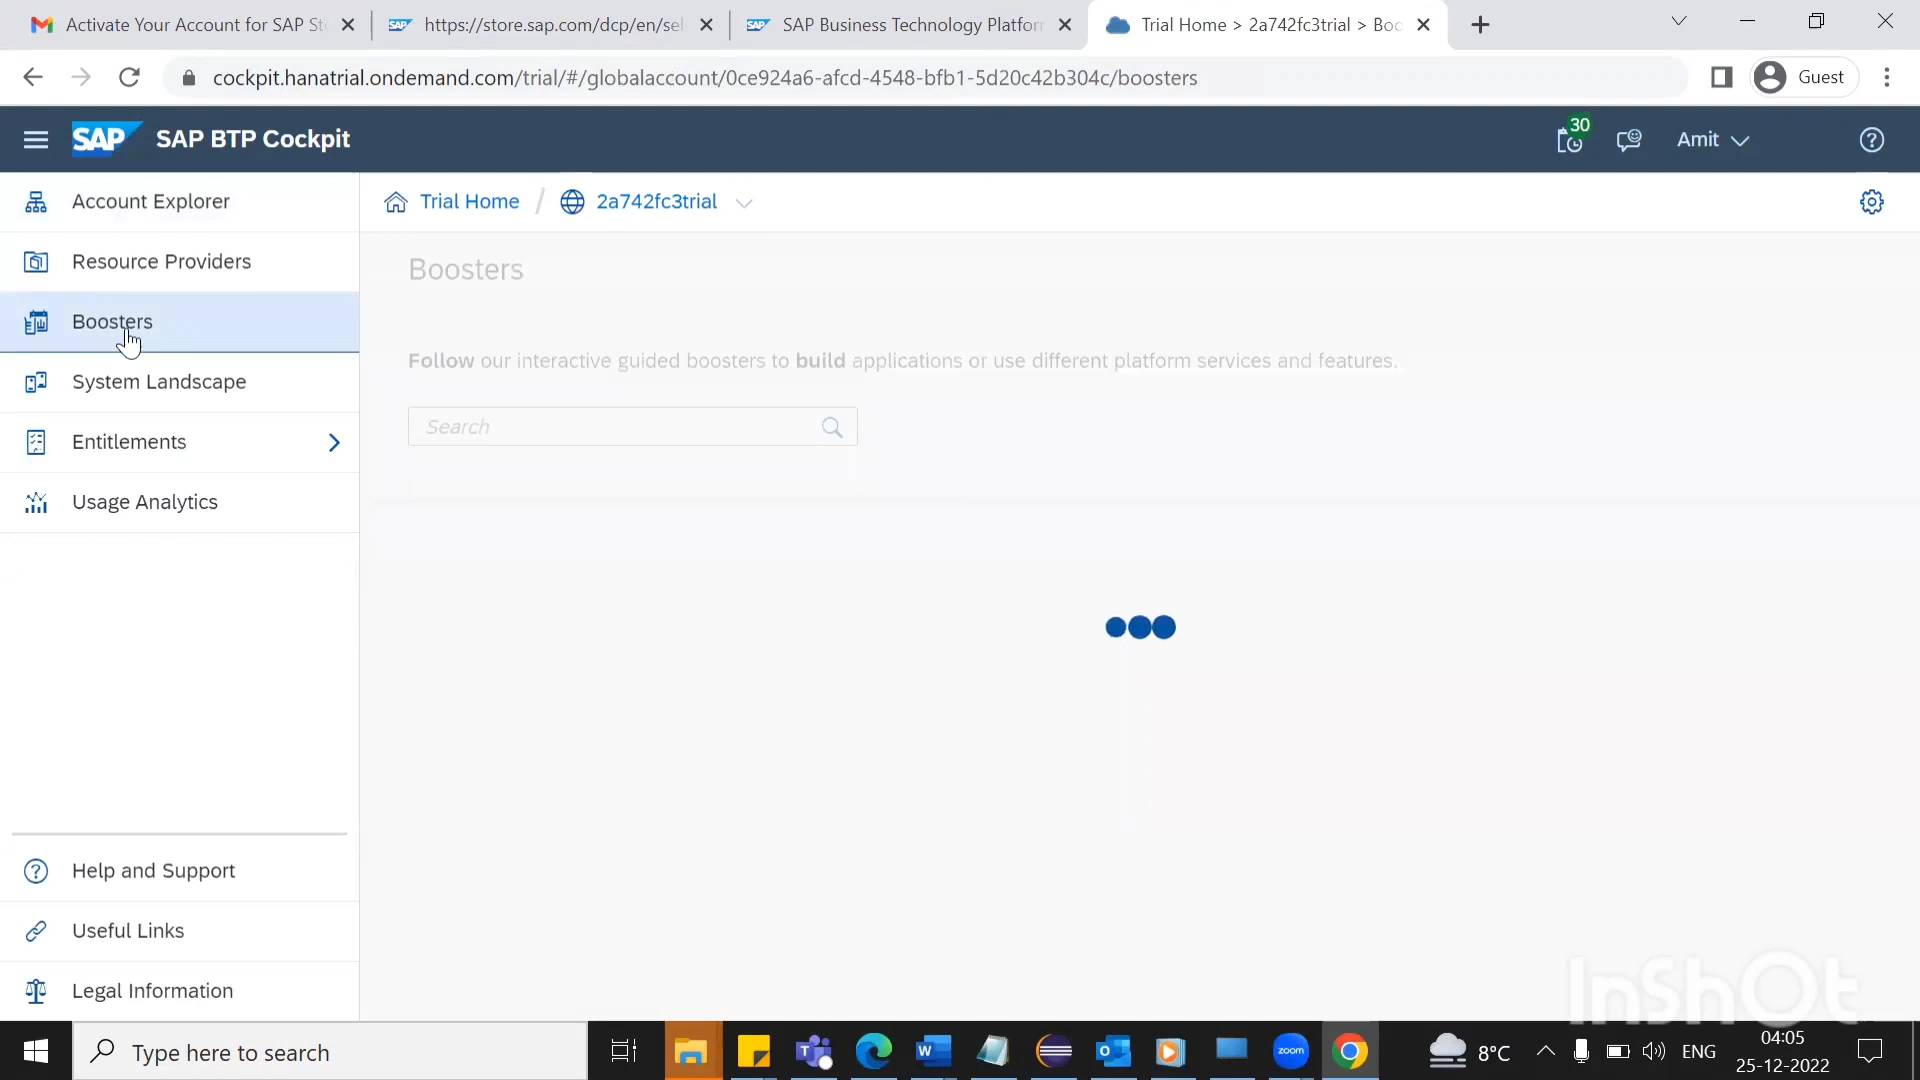 Activate Your Account for SAP St
https://store.sap.com/dcp/en/sel
SAP Business Technology Platform
Trial Home > 2a742fc3trial > Boo
cockpit.hanatrial.ondemand.com/trial/#/globalaccount/0ce924a6-afcd-4548-bfb1-5d20c42b304c/boosters
Guest
SAP SAP BTP Cockpit
30
Amit
Account Explorer
Resource Providers
Boosters
System Landscape
Entitlements
Usage Analytics
Help and Support
Useful Links
Legal Information
Trial Home / 2a742fc3trial
Boosters
Follow our interactive guided boosters to build applications or use different platform services and features.
Search
InShOt
Type here to search
zoom
8°C
ENG
04:05
25-12-2022